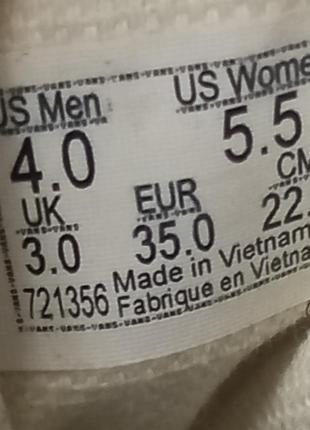 US Men US Wome
4.0 5.5
UK EUR CM
3.0 35.0 22.
721356 Made in Vietnam
Fabrique en Vietna